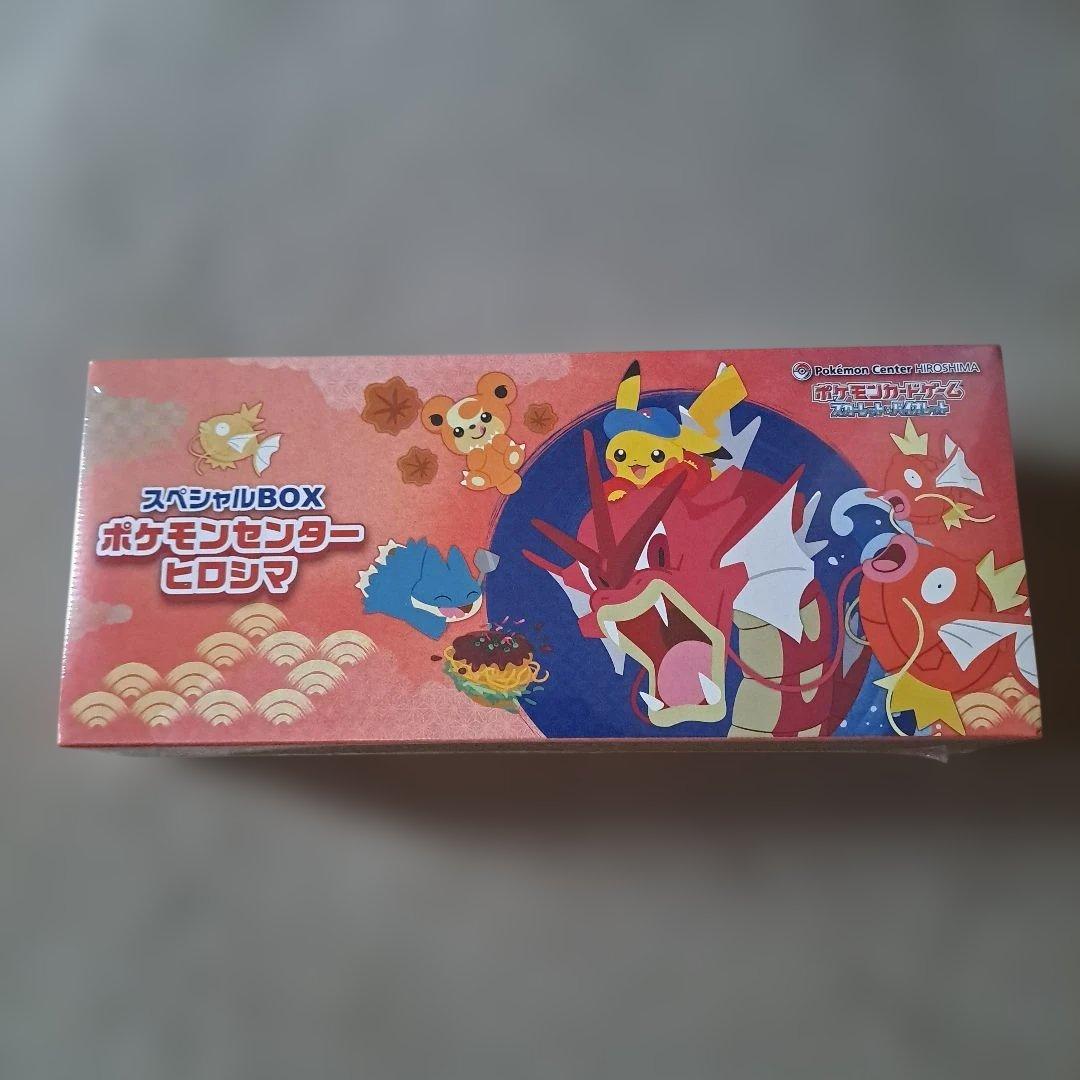 Pokémon Center HIROSHIMA
ポケモンカードゲーム
スカーレット&バイオレット
スペシャルBOX
ポケモンセンター
ヒロシマ